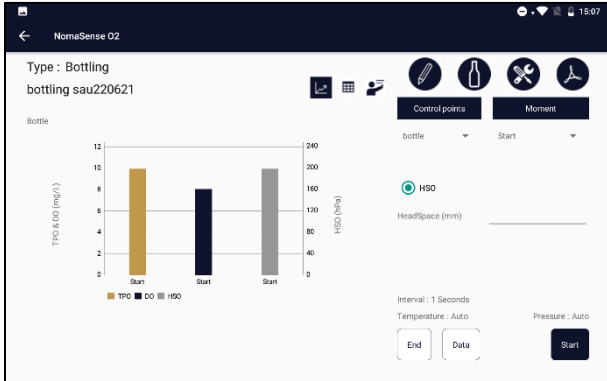 15:07
NomaSense O2
Type : Bottling
bottling sau220621
Control points
Moment
bottle
Start
Bottle
TPO & DO (mg/L)
12
10
8
6
4
2
0
240
200
160
120
80
40
0
HSO (hPa)
Start
Start
Start
TPO DO HSO
HSO
HeadSpace (mm)
Interval : 1 Seconds
Temperature : Auto
Pressure : Auto
End
Data
Start